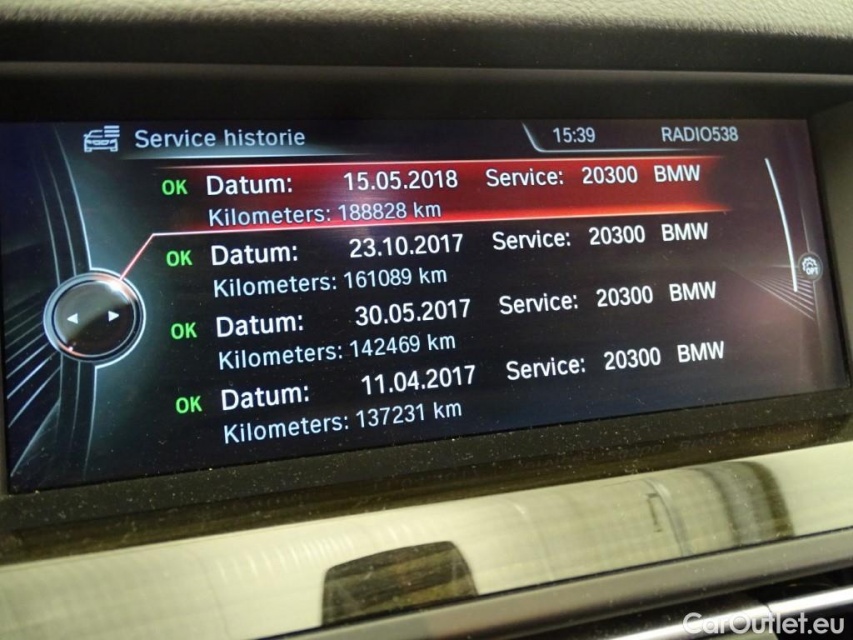 Service historie 15:39 RADIO538
OK Datum: 15.05.2018 Service: 20300 BMW
Kilometers: 188828 km
OK Datum: 23.10.2017 Service: 20300 BMW
Kilometers: 161089 km
OK Datum: 30.05.2017 Service: 20300 BMW
Kilometers: 142469 km
OK Datum: 11.04.2017 Service: 20300 BMW
Kilometers: 137231 km
OFF
CarOutlet.eu